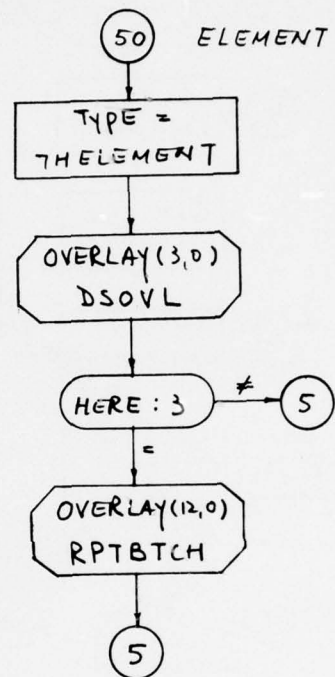 50 ELEMENT
TYPE =
7HELEMENT
OVERLAY(3,0)
DSOVL
HERE : 3
≠
5
=
OVERLAY(12,0)
RPTBTCH
5